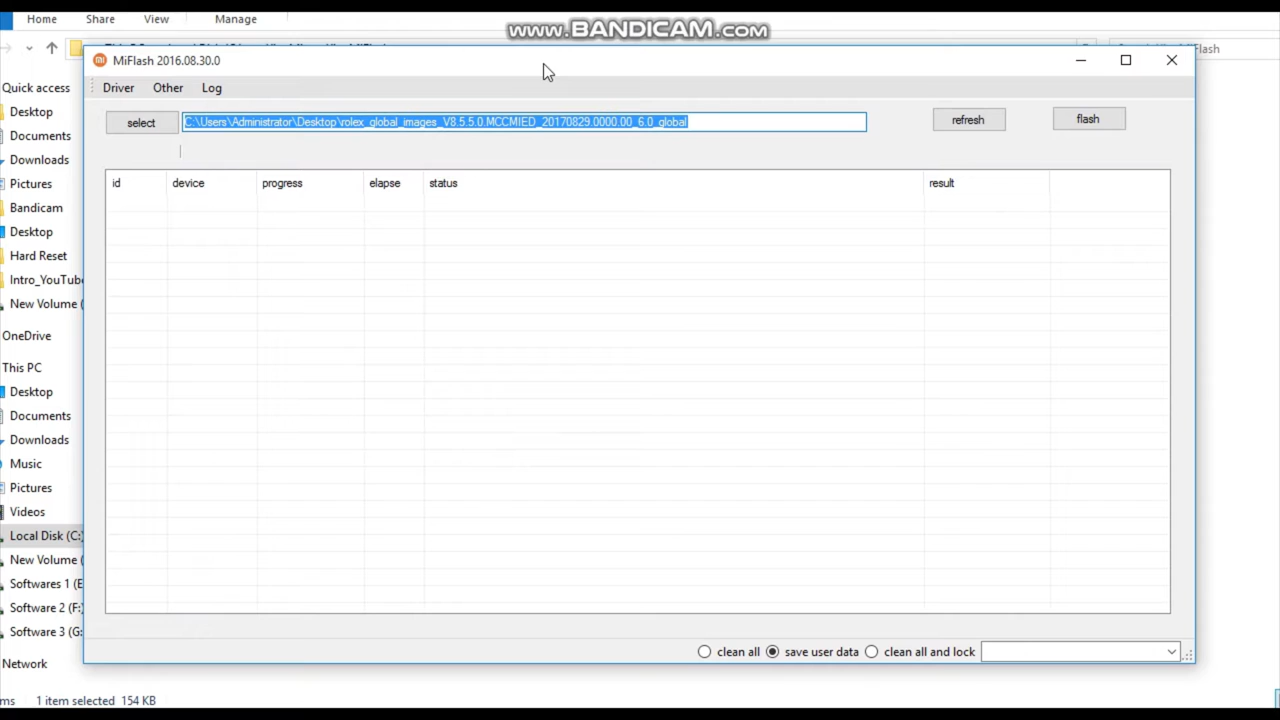 Home Share View Manage
www.BANDICAM.com
MiFlash 2016.08.30.0
Driver Other Log
select C:\Users\Administrator\Desktop\rolex_global_images_V8.5.5.0.MCCMIED_20170829.0000.00_6.0_global refresh flash
id device progress elapse status result
Quick access
Desktop
Documents
Downloads
Pictures
Bandicam
Desktop
Hard Reset
Intro_YouTube
New Volume (
OneDrive
This PC
Desktop
Documents
Downloads
Music
Pictures
Videos
Local Disk (C:)
New Volume (
Softwares 1 (E
Software 2 (F:)
Software 3 (G:
Network
clean all save user data clean all and lock
ms 1 item selected 154 KB